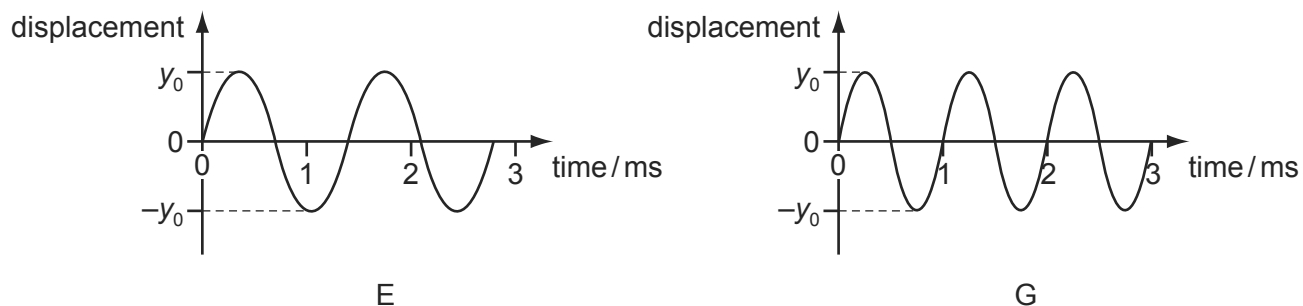 displacement
y₀
0
−y₀
0
1
2
3
time / ms
E
displacement
y₀
0
−y₀
0
1
2
3
time / ms
G